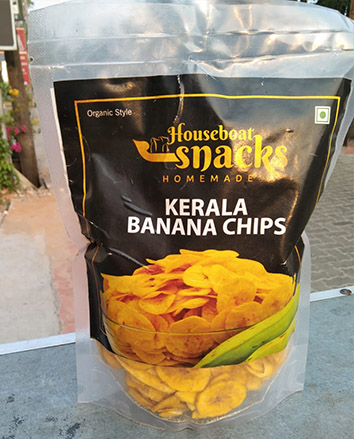 Organic Style
Houseboat
snacks
HOMEMADE
KERALA
BANANA CHIPS